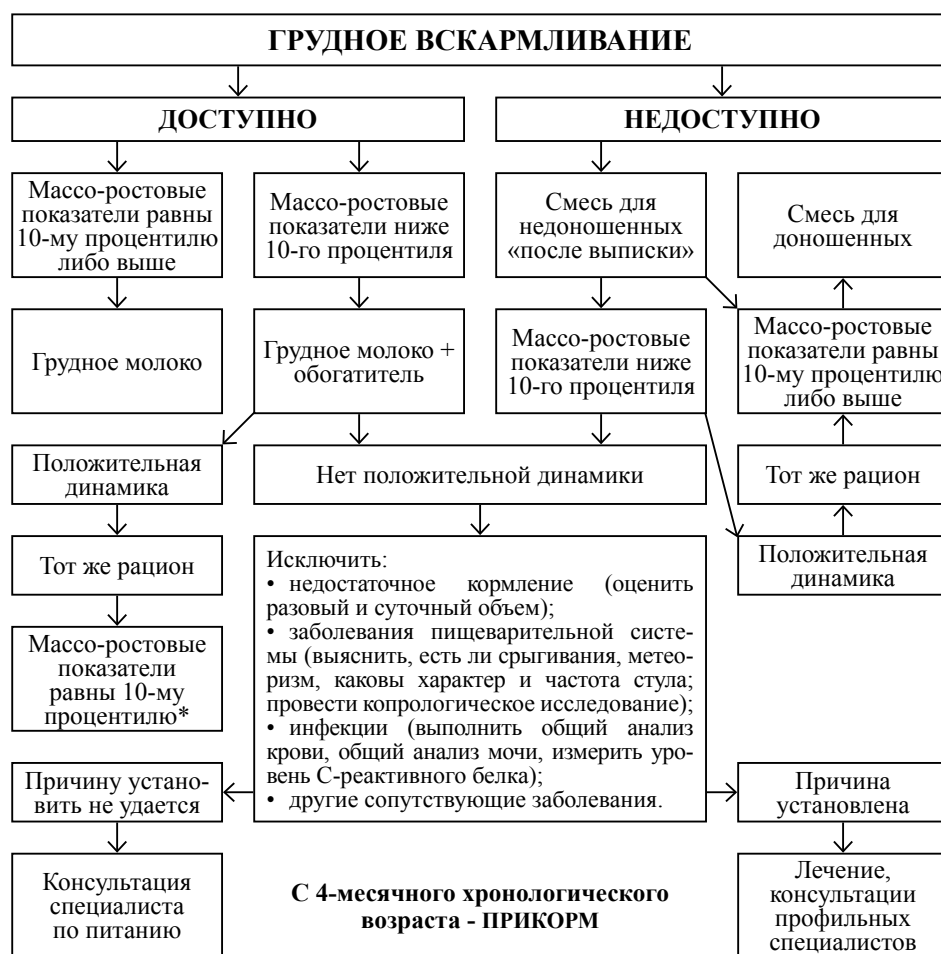 ГРУДНОЕ ВСКАРМЛИВАНИЕ
ДОСТУПНО
НЕДОСТУПНО
Массо-ростовые
показатели равны
10-му процентилю
либо выше
Массо-ростовые
показатели ниже
10-го процентиля
Смесь для
недоношенных
«после выписки»
Смесь для
доношенных
Грудное молоко
Грудное молоко +
обогатитель
Массо-ростовые
показатели ниже
10-го процентиля
Массо-ростовые
показатели равны
10-му процентилю
либо выше
Положительная
динамика
Нет положительной динамики
Тот же рацион
Тот же рацион
Исключить:
• недостаточное кормление (оценить
разовый и суточный объем);
• заболевания пищеварительной систе-
мы (выяснить, есть ли срыгивания, метео-
ризм, каковы характер и частота стула;
провести копрологическое исследование);
• инфекции (выполнить общий анализ
крови, общий анализ мочи, измерить уро-
вень С-реактивного белка);
• другие сопутствующие заболевания.
Положительная
динамика
Массо-ростовые
показатели
равны 10-му
процентилю*
Причину устано-
вить не удается
Причина
установлена
Консультация
специалиста
по питанию
С 4-месячного хронологического
возраста - ПРИКОРМ
Лечение,
консультации
профильных
специалистов